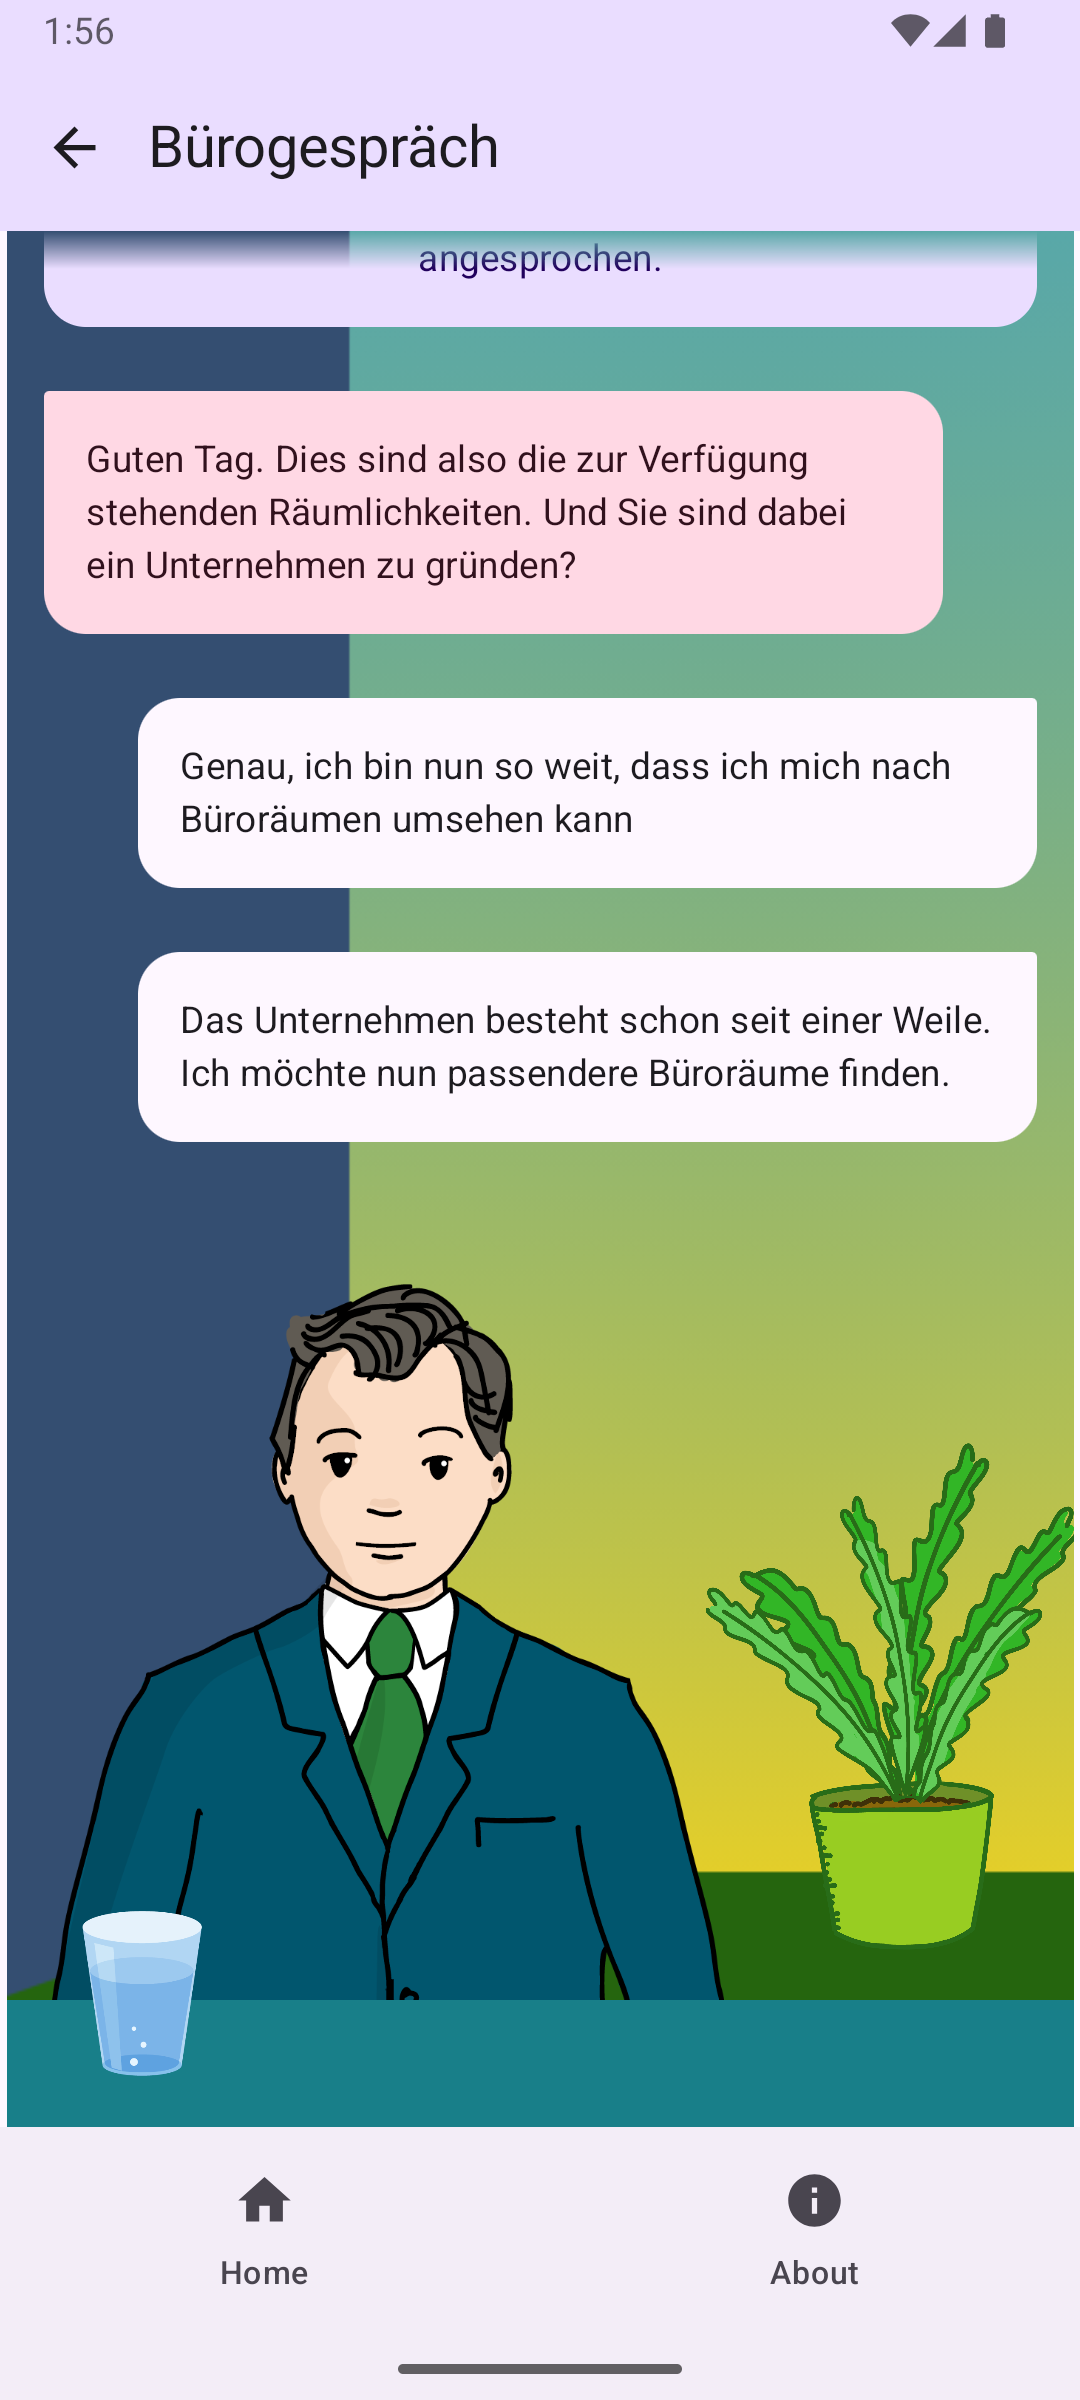 1:56
Bürogespräch
angesprochen.
Guten Tag. Dies sind also die zur Verfügung
stehenden Räumlichkeiten. Und Sie sind dabei
ein Unternehmen zu gründen?
Genau, ich bin nun so weit, dass ich mich nach
Büroräumen umsehen kann
Das Unternehmen besteht schon seit einer Weile.
Ich möchte nun passendere Büroräume finden.
Home
About